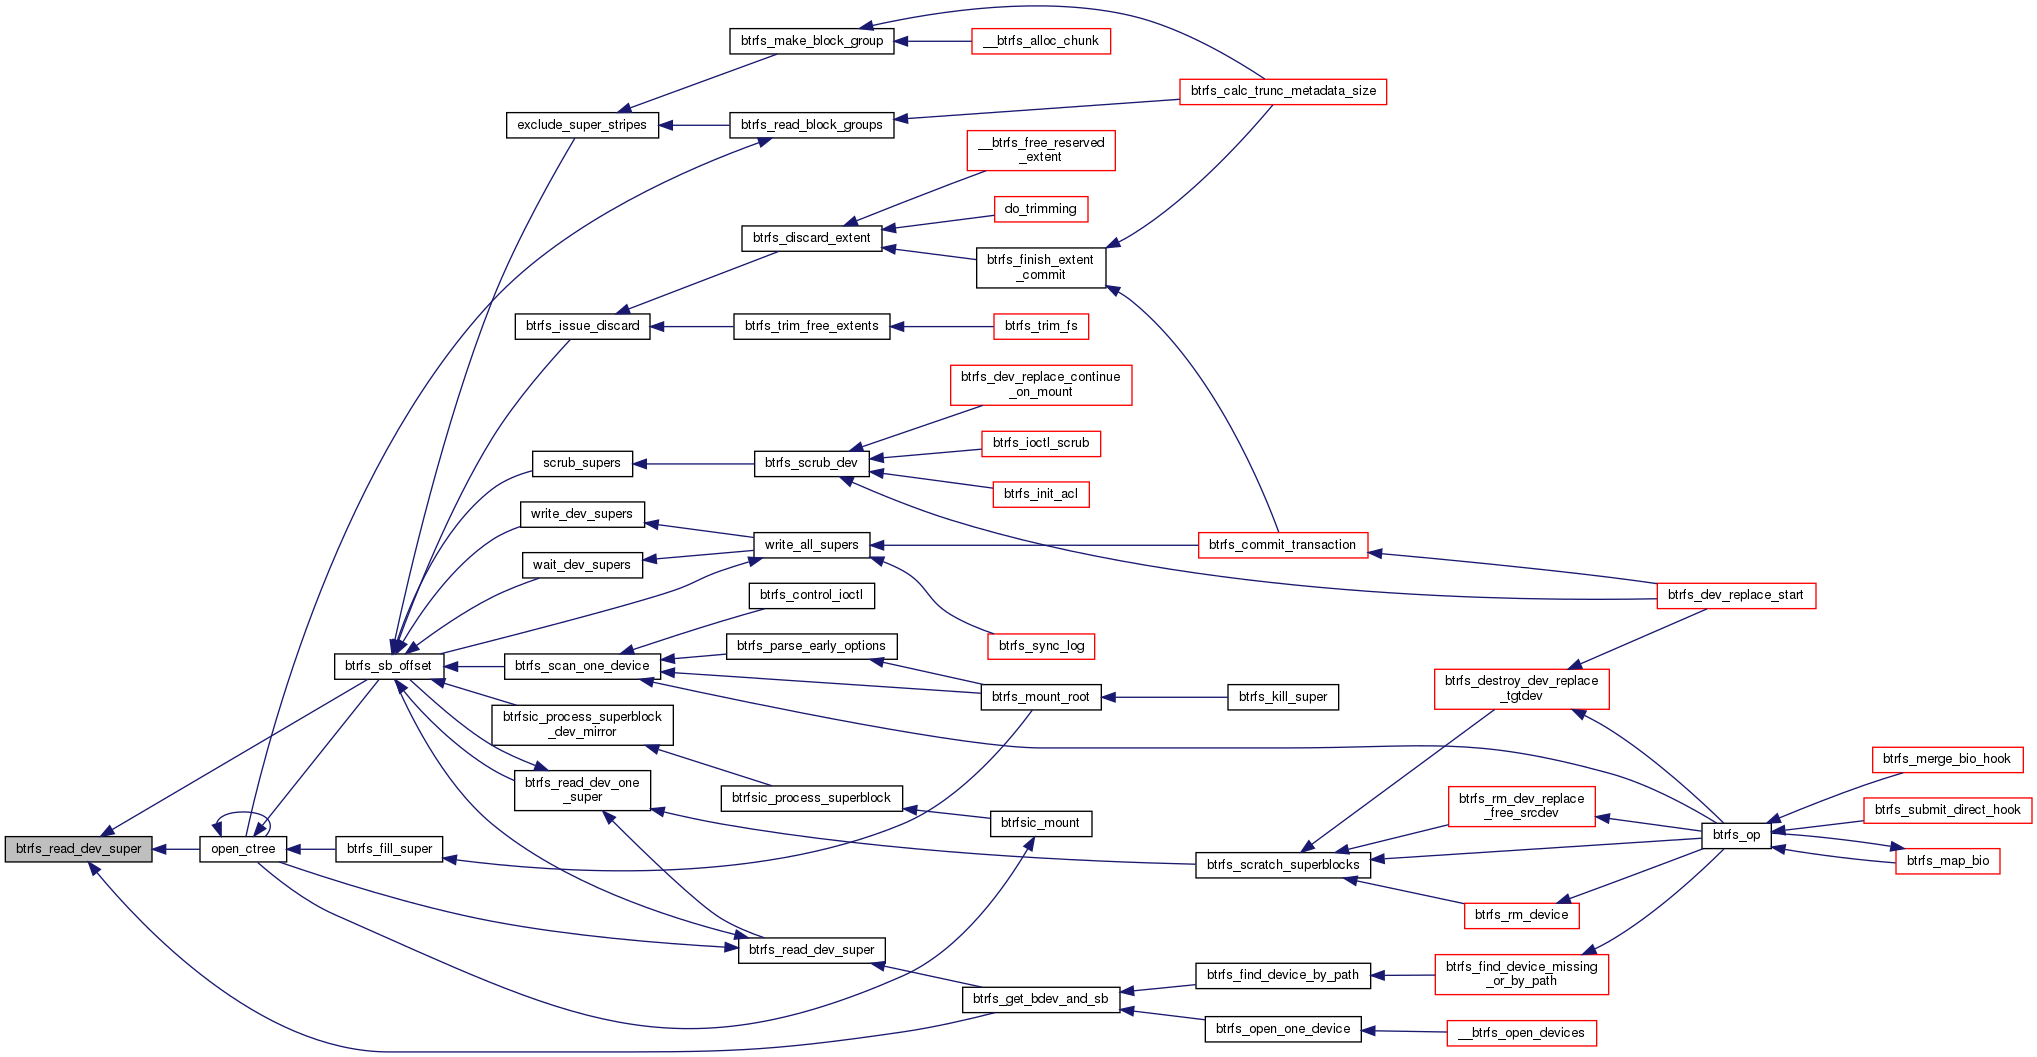 btrfs_make_block_group
__btrfs_alloc_chunk
btrfs_calc_trunc_metadata_size
exclude_super_stripes
btrfs_read_block_groups
__btrfs_free_reserved
_extent
do_trimming
btrfs_discard_extent
btrfs_finish_extent
_commit
btrfs_issue_discard
btrfs_trim_free_extents
btrfs_trim_fs
btrfs_dev_replace_continue
_on_mount
btrfs_ioctl_scrub
scrub_supers
btrfs_scrub_dev
btrfs_init_acl
write_dev_supers
write_all_supers
btrfs_commit_transaction
wait_dev_supers
btrfs_control_ioctl
btrfs_dev_replace_start
btrfs_parse_early_options
btrfs_sync_log
btrfs_sb_offset
btrfs_scan_one_device
btrfs_mount_root
btrfs_kill_super
btrfs_destroy_dev_replace
_tgtdev
btrfsic_process_superblock
_dev_mirror
btrfs_merge_bio_hook
btrfs_read_dev_one
_super
btrfsic_process_superblock
btrfs_rm_dev_replace
_free_srcdev
btrfs_submit_direct_hook
btrfsic_mount
btrfs_op
btrfs_read_dev_super
open_ctree
btrfs_fill_super
btrfs_scratch_superblocks
btrfs_map_bio
btrfs_rm_device
btrfs_read_dev_super
btrfs_find_device_by_path
btrfs_find_device_missing
_or_by_path
btrfs_get_bdev_and_sb
btrfs_open_one_device
__btrfs_open_devices